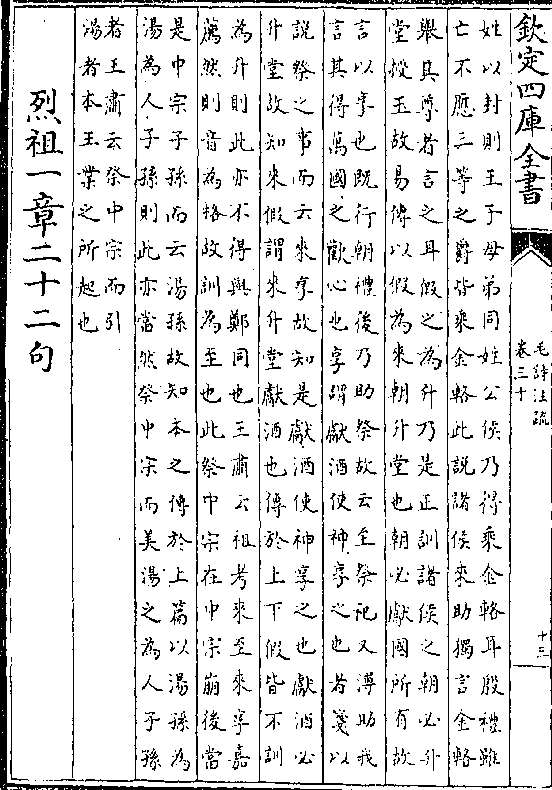 欽定四庫全書
毛詩注疏
卷三十
十三
姓以封則王子母弟同姓公侯乃得乘金輅耳殷禮雖
亡不應三等之爵皆乘金輅此説諸侯來助獨言金輅
舉其尊者言之耳假之為升乃是正訓諸侯之朝必升
堂授玉故易傳以假為來朝升堂也朝必獻國所有故
言以享也既行朝禮後乃助祭故云至祭祀又溥助我
言其得萬國之歡心也享謂獻酒使神享之也者箋以
説祭之事而云來享故知是獻酒使神享之也獻酒必
升堂故知來假謂來升堂獻酒也傳於上下假皆不訓
為升則此亦不得與鄭同也王肅云祖考來至來享嘉
薦然則音為格故訓為至也此祭中宗在中宗崩後當
是中宗子孫而云湯孫故知本之傳於上篇以湯孫為
湯為人子孫則此亦當然祭中宗而美湯之為人子孫
者王肅云祭中宗而引
湯者本王業之所起也
烈祖一章二十二句